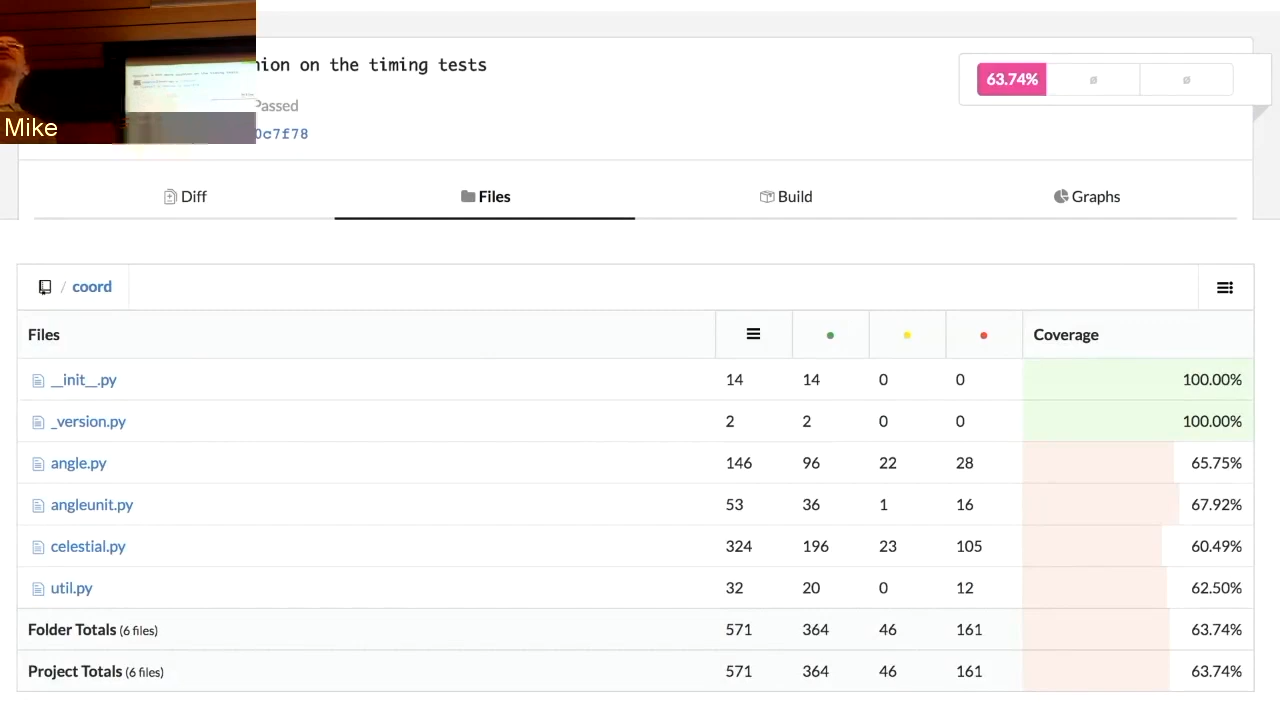 nion on the timing tests
63.74% ø ø
Passed
Mike
0c7f78
Diff Files Build Graphs
/ coord
Files Coverage
__init__.py 14 14 0 0 100.00%
_version.py 2 2 0 0 100.00%
angle.py 146 96 22 28 65.75%
angleunit.py 53 36 1 16 67.92%
celestial.py 324 196 23 105 60.49%
util.py 32 20 0 12 62.50%
Folder Totals (6 files) 571 364 46 161 63.74%
Project Totals (6 files) 571 364 46 161 63.74%